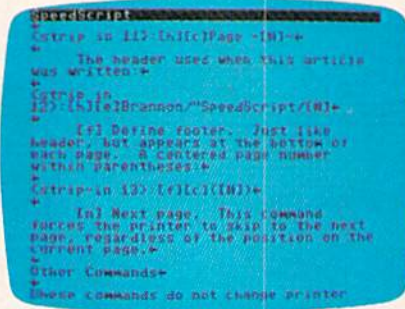 SpeedScript
←
<strip in 11>:[h][c]Page -[N]-←
←
The header used when this article
was written:←
←
<strip in
12>:[h][e]Brannon/"SpeedScript/[N]←
←
[f] Define footer. Just like
header, but appears at the bottom of
each page. A centered page number
within parentheses:←
←
<strip-in 13>:[f][c]([N])←
←
[n] Next page. This command
forces the printer to skip to the next
page, regardless of the position on the
current page.←
←
Other Commands←
←
These commands do not change printer